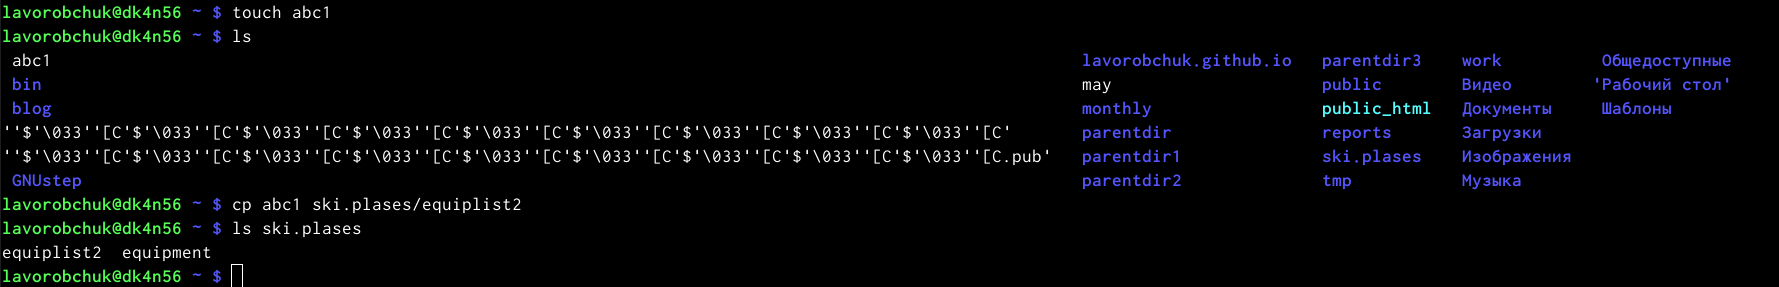 lavorobchuk@dk4n56 ~ $ touch abc1
lavorobchuk@dk4n56 ~ $ ls
abc1 lavorobchuk.github.io parentdir3 work Общедоступные
bin may public Видео 'Рабочий стол'
blog monthly public_html Документы Шаблоны
''$'\033''[C'$'\033''[C'$'\033''[C'$'\033''[C'$'\033''[C'$'\033''[C'$'\033''[C'$'\033''[C'$'\033''[C' parentdir reports Загрузки
''$'\033''[C'$'\033''[C'$'\033''[C'$'\033''[C'$'\033''[C'$'\033''[C'$'\033''[C'$'\033''[C'$'\033''[C.pub' parentdir1 ski.plases Изображения
GNUstep parentdir2 tmp Музыка
lavorobchuk@dk4n56 ~ $ cp abc1 ski.plases/equiplist2
lavorobchuk@dk4n56 ~ $ ls ski.plases
equiplist2 equipment
lavorobchuk@dk4n56 ~ $